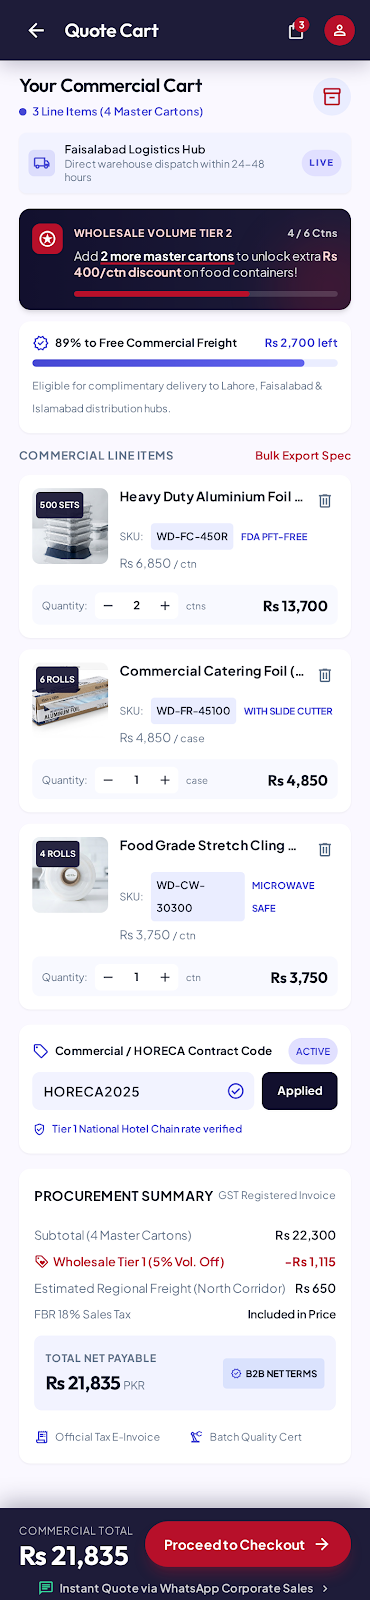 Quote Cart
3
Your Commercial Cart
3 Line Items (4 Master Cartons)
Faisalabad Logistics Hub
Direct warehouse dispatch within 24-48
hours
LIVE
WHOLESALE VOLUME TIER 2
4 / 6 Ctns
Add 2 more master cartons to unlock extra Rs
400/ctn discount on food containers!
89% to Free Commercial Freight
Rs 2,700 left
Eligible for complimentary delivery to Lahore, Faisalabad &
Islamabad distribution hubs.
COMMERCIAL LINE ITEMS
Bulk Export Spec
500 SETS
Heavy Duty Aluminium Foil ...
SKU: WD-FC-450R FDA PFT-FREE
Rs 6,850 / ctn
Quantity: − 2 + ctns Rs 13,700
6 ROLLS
ALUMINUM FOIL
Commercial Catering Foil (...
SKU: WD-FR-45100 WITH SLIDE CUTTER
Rs 4,850 / case
Quantity: − 1 + case Rs 4,850
4 ROLLS
Food Grade Stretch Cling ...
SKU: WD-CW-
30300
MICROWAVE
SAFE
Rs 3,750 / ctn
Quantity: − 1 + ctn Rs 3,750
Commercial / HORECA Contract Code
ACTIVE
HORECA2025
Applied
Tier 1 National Hotel Chain rate verified
PROCUREMENT SUMMARY
GST Registered Invoice
Subtotal (4 Master Cartons) Rs 22,300
Wholesale Tier 1 (5% Vol. Off) −Rs 1,115
Estimated Regional Freight (North Corridor) Rs 650
FBR 18% Sales Tax Included in Price
TOTAL NET PAYABLE
Rs 21,835 PKR
B2B NET TERMS
Official Tax E-Invoice
Batch Quality Cert
COMMERCIAL TOTAL
Rs 21,835
Proceed to Checkout →
Instant Quote via WhatsApp Corporate Sales ›